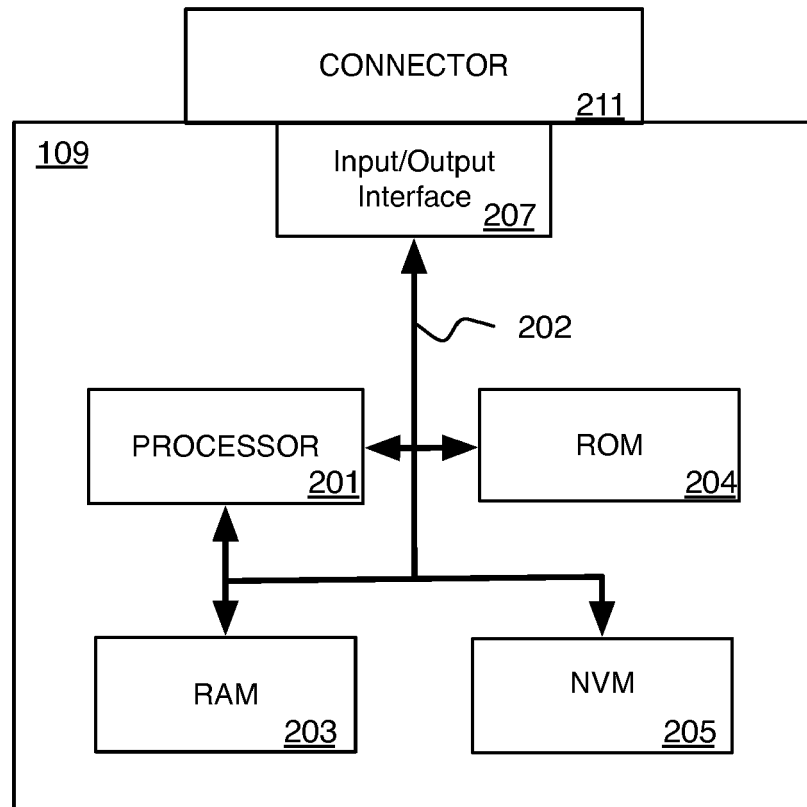 CONNECTOR
211
109
Input/Output
Interface
207
202
PROCESSOR
201
ROM
204
RAM
203
NVM
205